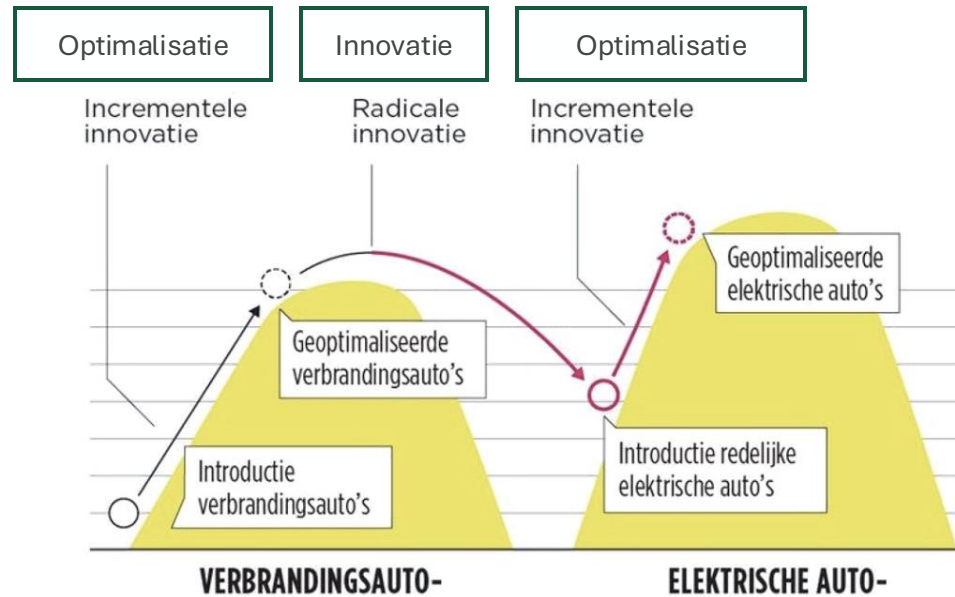 Optimalisatie
Innovatie
Optimalisatie
Incrementele
innovatie
Radicale
innovatie
Incrementele
innovatie
Geoptimaliseerde
elektrische auto's
Geoptimaliseerde
verbrandingsauto's
Introductie redelijke
elektrische auto's
Introductie
verbrandingsauto's
VERBRANDINGSAUTO-
ELEKTRISCHE AUTO-